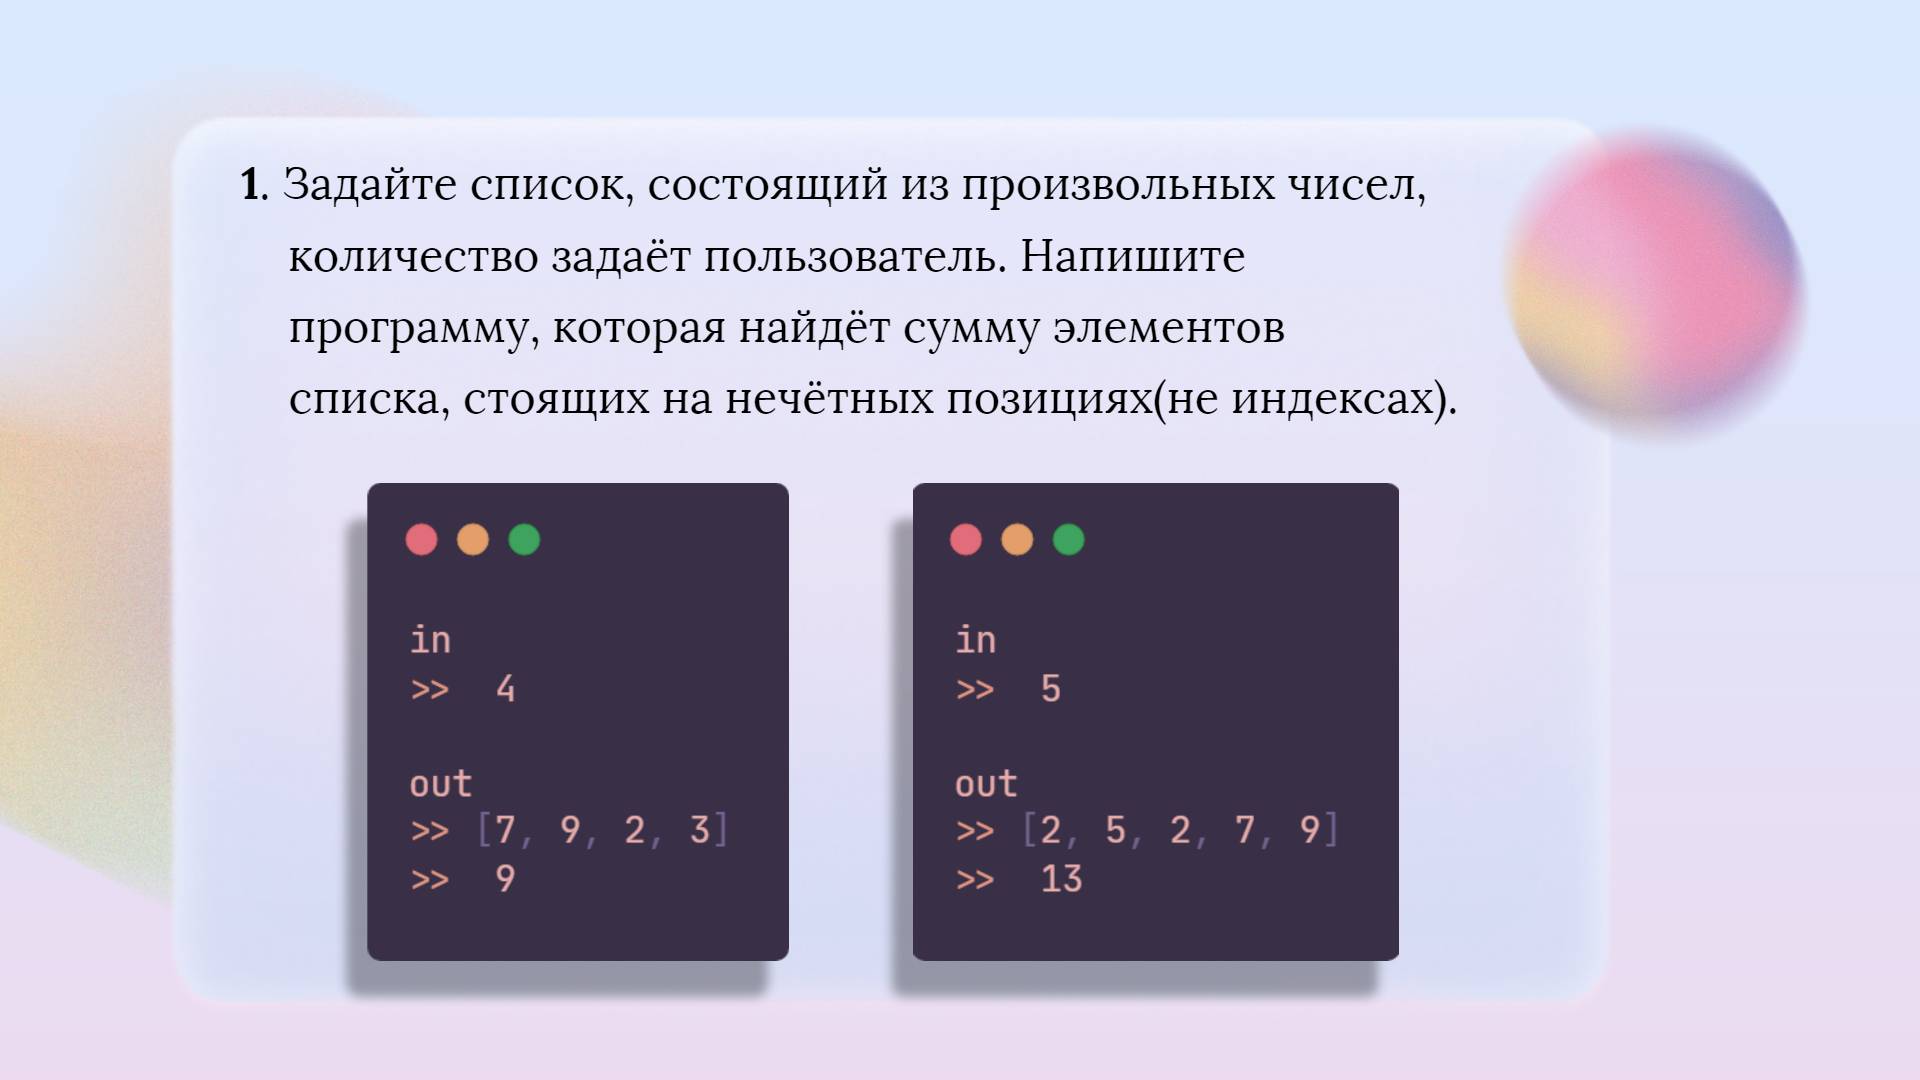 1. Задайте список, состоящий из произвольных чисел,
количество задаёт пользователь. Напишите
программу, которая найдёт сумму элементов
списка, стоящих на нечётных позициях(не индексах).
in
>> 4
out
>> [7, 9, 2, 3]
>> 9
in
>> 5
out
>> [2, 5, 2, 7, 9]
>> 13